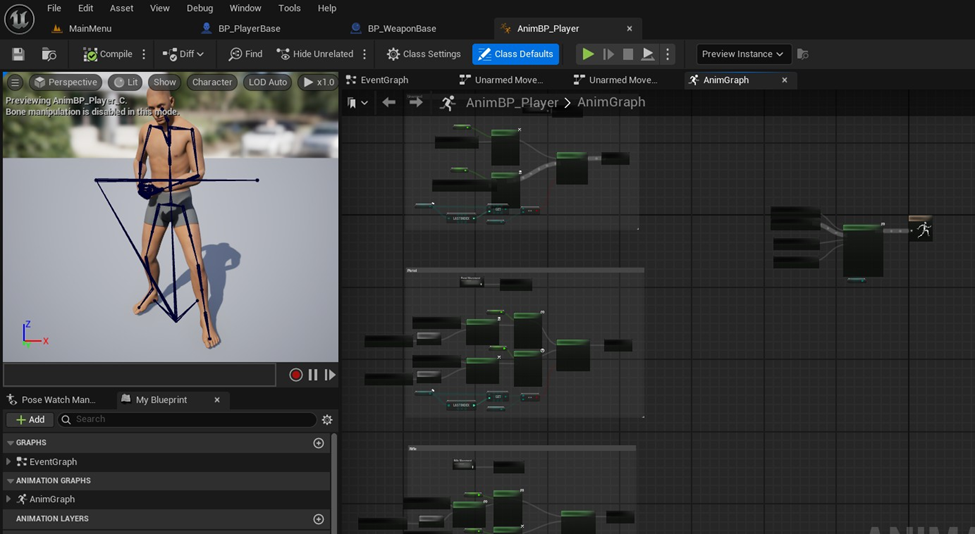 File Edit Asset View Debug Window Tools Help
MainMenu BP_PlayerBase BP_WeaponBase AnimBP_Player
Compile Diff Find Hide Unrelated Class Settings Class Defaults Preview Instance
Perspective Lit Show Character LOD Auto x1.0
EventGraph Unarmed Move... Unarmed Move... AnimGraph
Previewing AnimBP_Player_C.
Bone manipulation is disabled in this mode.
AnimBP_Player > AnimGraph
Pistol
Z
X
Rifle
Pose Watch Man... My Blueprint
Add Search
GRAPHS
EventGraph
ANIMATION GRAPHS
AnimGraph
ANIMATION LAYERS